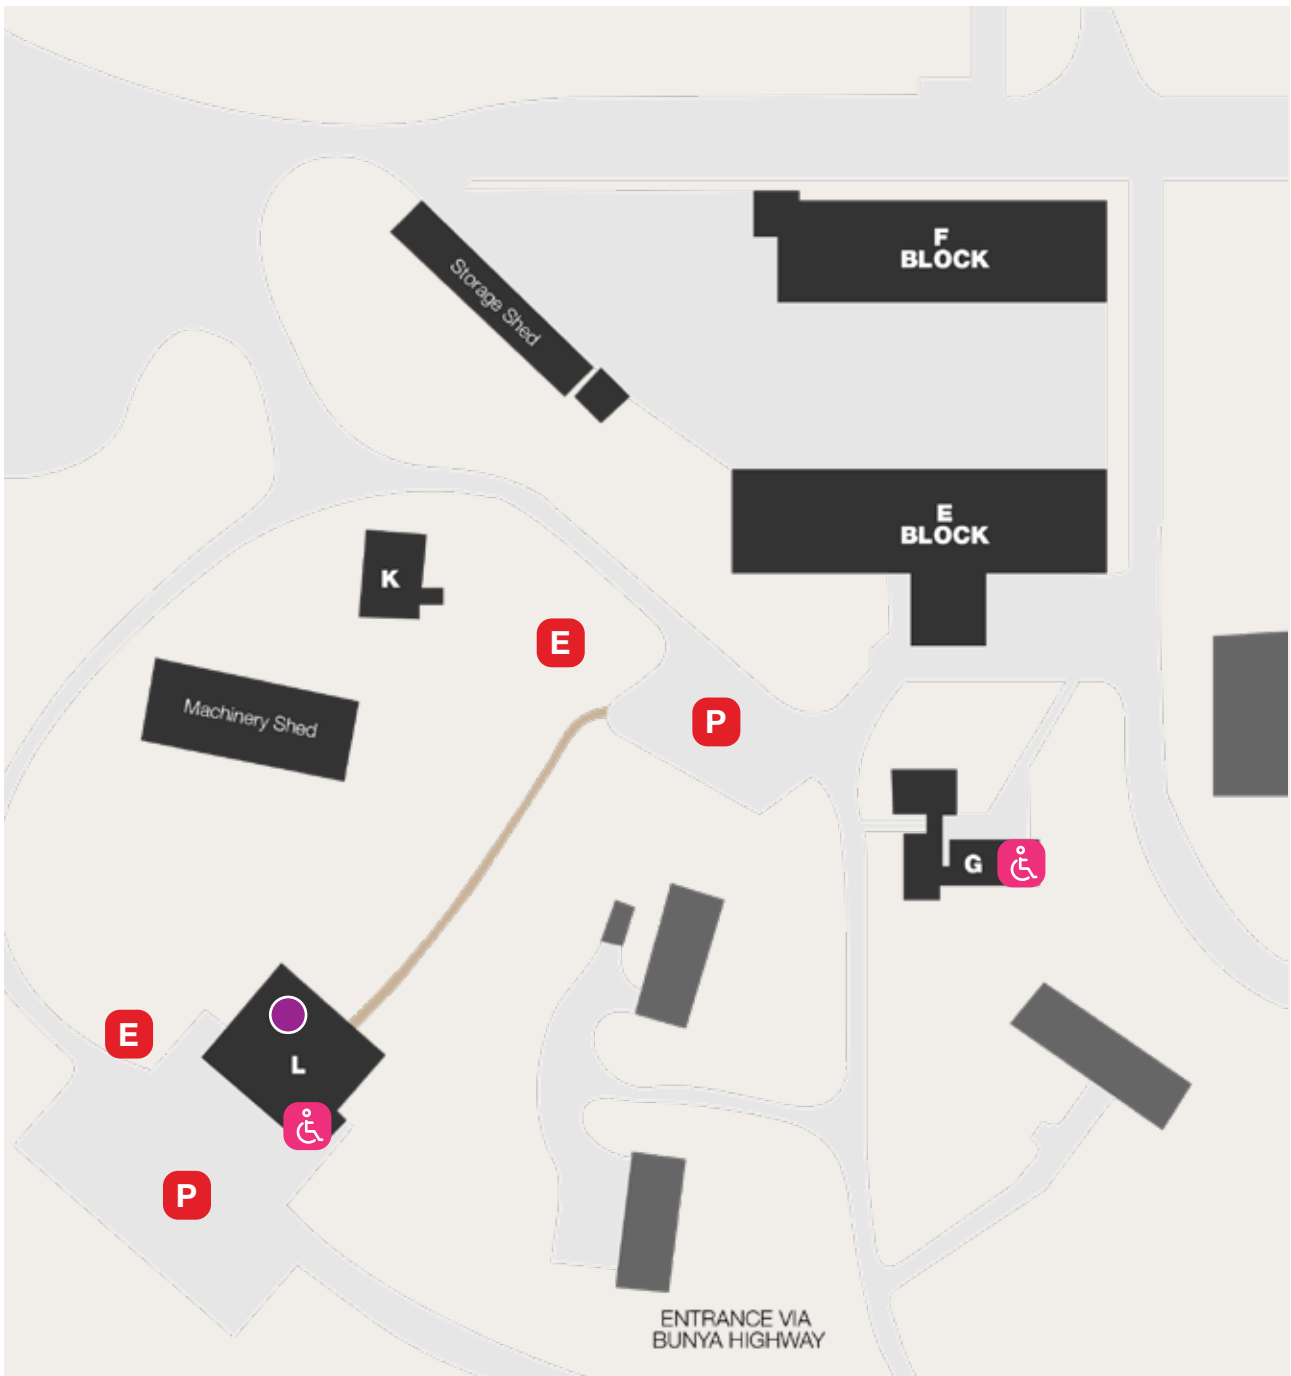 F
BLOCK
Storage Shed
E
BLOCK
K
E
Machinery Shed
P
G
E
L
P
ENTRANCE VIA
BUNYA HIGHWAY